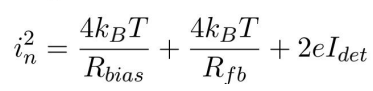 $i_n^2 = \frac{4k_BT}{R_{bias}} + \frac{4k_BT}{R_{fb}} + 2eI_{det}$